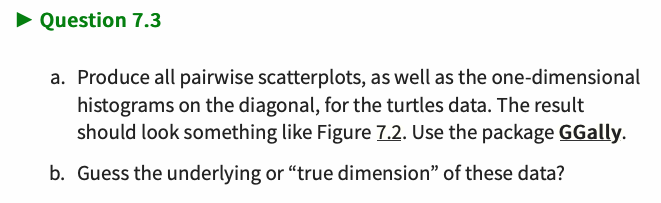 ▶ Question 7.3
a. Produce all pairwise scatterplots, as well as the one-dimensional
histograms on the diagonal, for the turtles data. The result
should look something like Figure 7.2. Use the package GGally.
b. Guess the underlying or “true dimension” of these data?